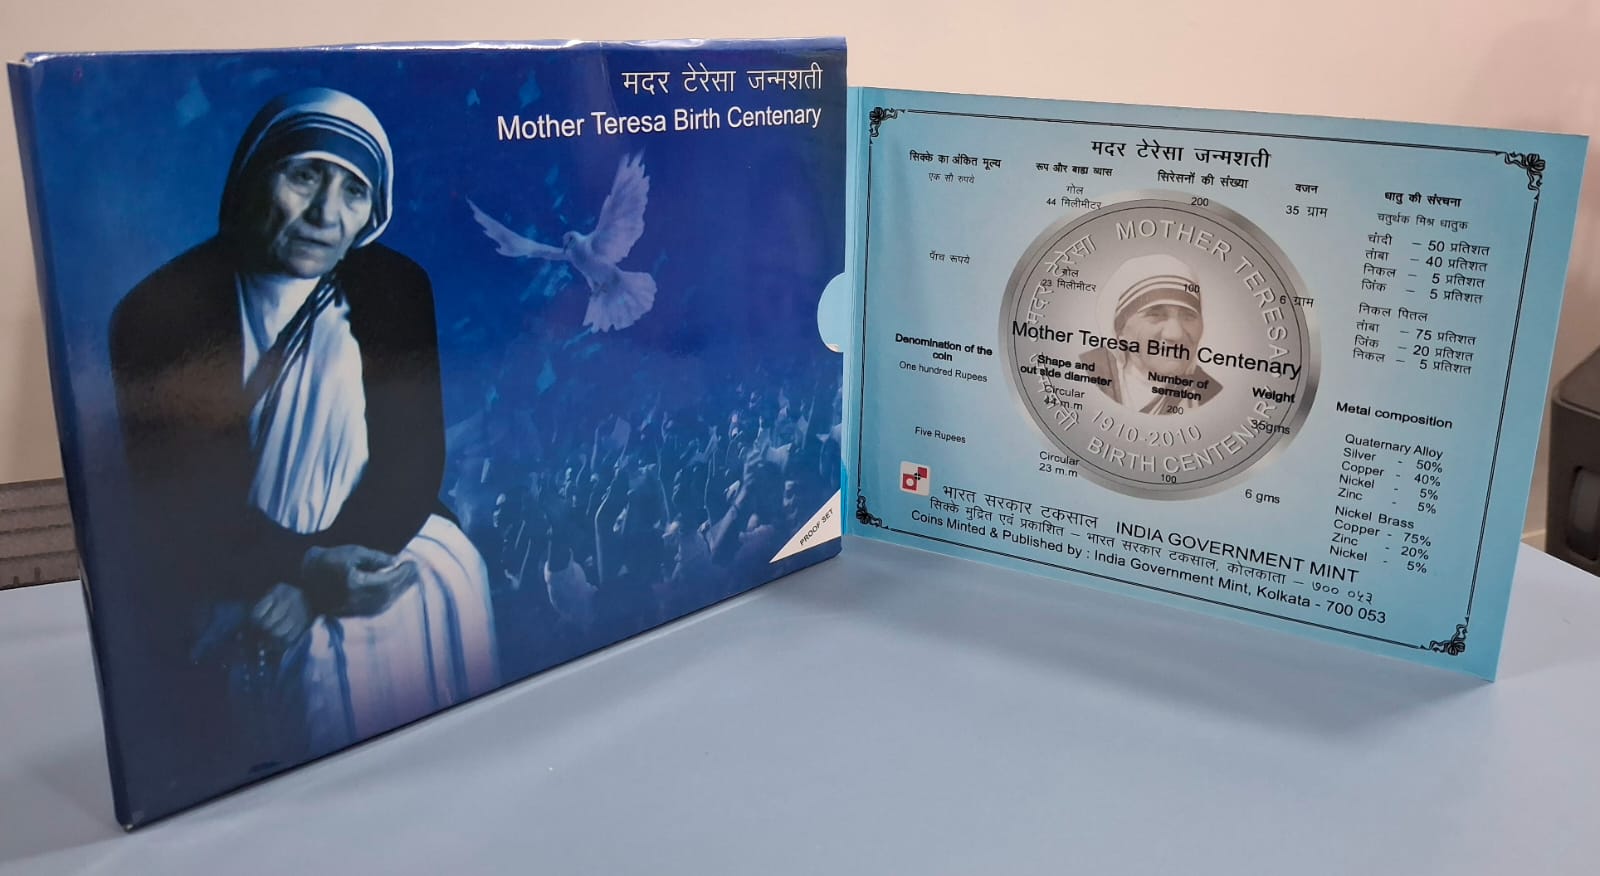 मदर टेरेसा जन्मशती
Mother Teresa Birth Centenary
PROOF SET
मदर टेरेसा जन्मशती
सिक्के का अंकित मूल्य
रूप और बाह्य व्यास
सिरेसनों की संख्या
वजन
धातु की संरचना
एक सौ रुपये
गोल
44 मिलीमीटर
200
35 ग्राम
चतुर्थक मिश्र धातुक
चांदी – 50 प्रतिशत
तांबा – 40 प्रतिशत
निकल – 5 प्रतिशत
जिंक – 5 प्रतिशत
पाँच रूपये
गोल
23 मिलीमीटर
100
6 ग्राम
निकल पितल
तांबा – 75 प्रतिशत
जिंक – 20 प्रतिशत
निकल – 5 प्रतिशत
मदर टेरेसा MOTHER TERESA
जन्मशती 1910-2010 BIRTH CENTENARY
Mother Teresa Birth Centenary
Denomination of the
coin
Shape and
out side diameter
Number of
serration
Weight
Metal composition
One hundred Rupees
Circular
44 m.m
200
35gms
Quaternary Alloy
Silver - 50%
Copper - 40%
Nickel - 5%
Zinc - 5%
Five Rupees
Circular
23 m.m
100
6 gms
Nickel Brass
Copper - 75%
Zinc - 20%
Nickel - 5%
भारत सरकार टकसाल INDIA GOVERNMENT MINT
सिक्के मुद्रित एवं प्रकाशित – भारत सरकार टकसाल, कोलकाता – ७०० ०५३
Coins Minted & Published by : India Government Mint, Kolkata - 700 053